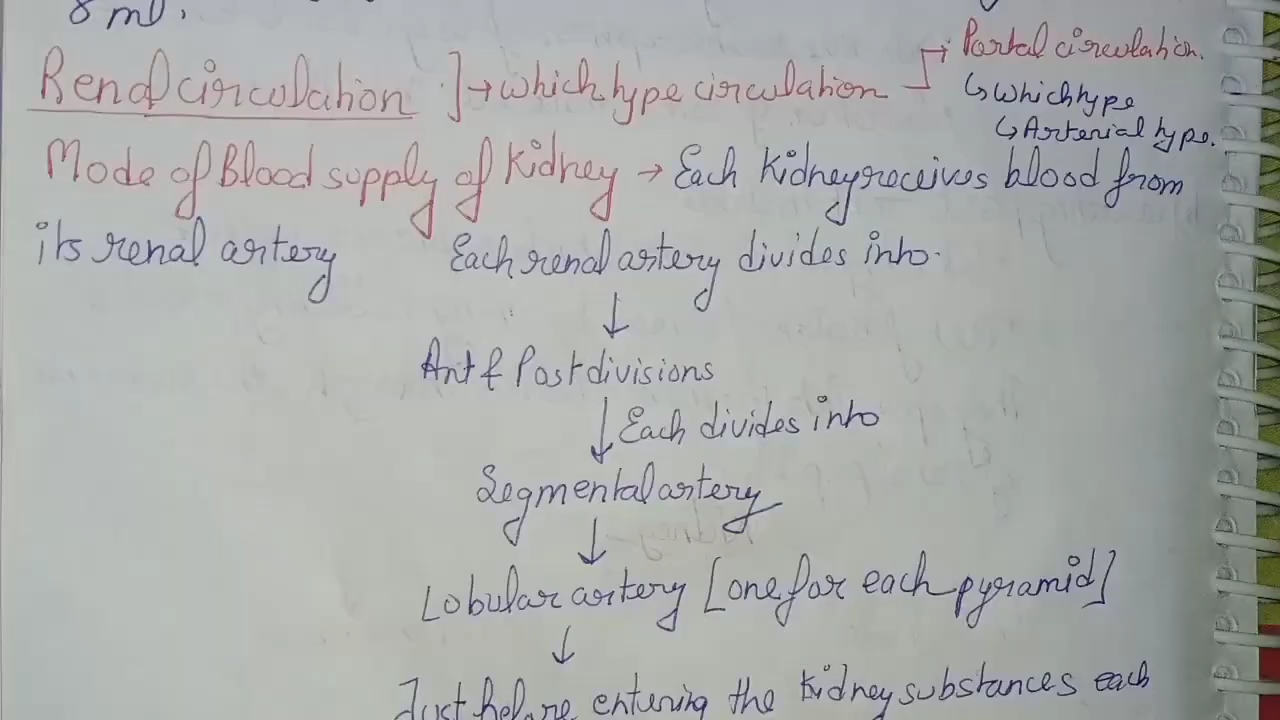 8 ml.
Renal circulation ] → which type circulation → Portal circulation.
↳ which type
↳ Arterial type.
Mode of Blood supply of Kidney → Each Kidney receives blood from
its renal artery Each renal artery divides into.
↓
Ant & Post divisions
↓ Each divides into
Segmental artery
↓
Lobular artery [one for each pyramid]
↓
Just before entering the Kidney substances each